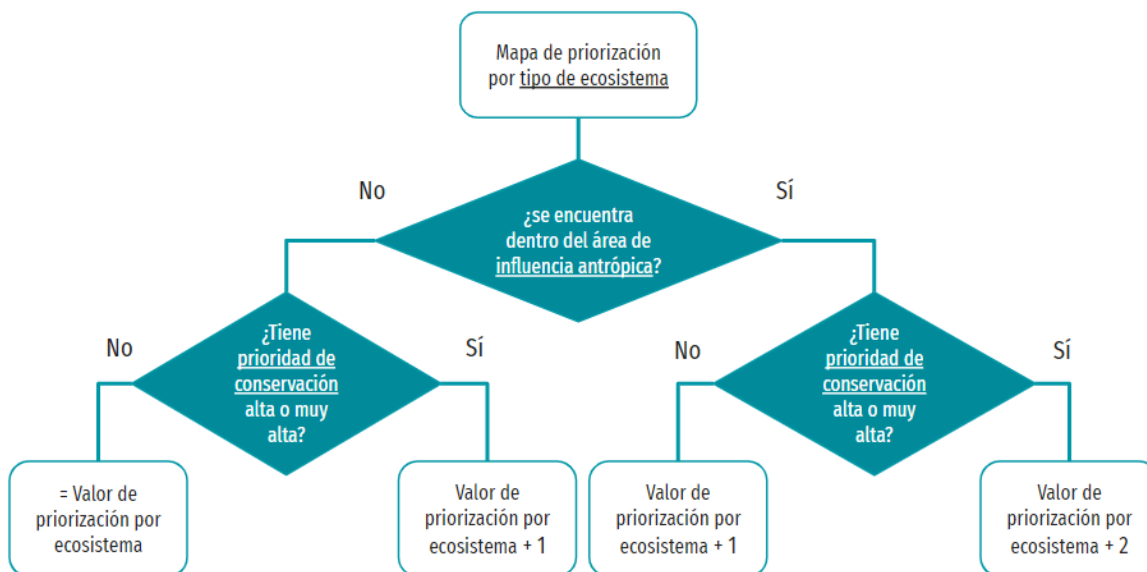 Mapa de priorización
por tipo de ecosistema
No
Sí
¿se encuentra
dentro del área de
influencia antrópica?
No
¿Tiene
prioridad de
conservación
alta o muy
alta?
Sí
No
¿Tiene
prioridad de
conservación
alta o muy
alta?
Sí
= Valor de
priorización por
ecosistema
Valor de
priorización por
ecosistema + 1
Valor de
priorización por
ecosistema + 1
Valor de
priorización por
ecosistema + 2